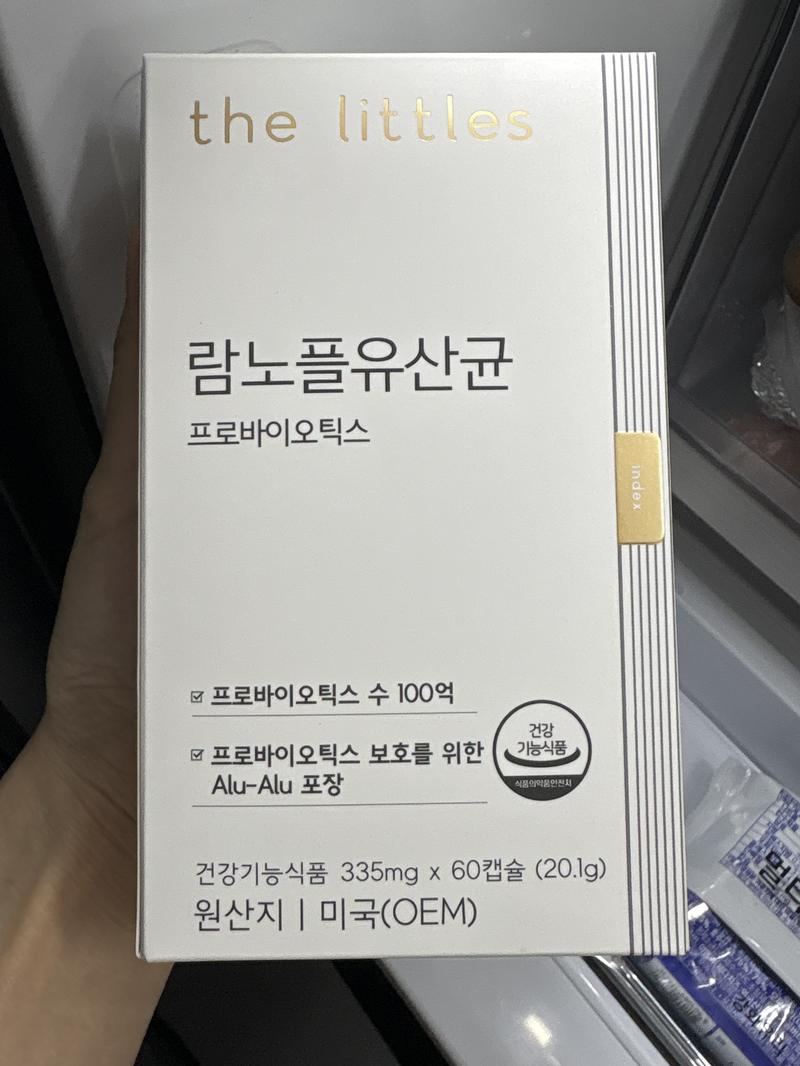 the littles
람노플유산균
프로바이오틱스
index
☑ 프로바이오틱스 수 100억
☑ 프로바이오틱스 보호를 위한
Alu-Alu 포장
건강
기능식품
식품의약품안전처
건강기능식품 335mg x 60캡슐 (20.1g)
원산지 | 미국(OEM)